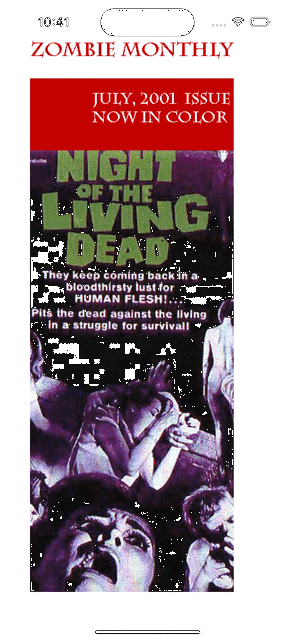 10:41
ZOMBIE MONTHLY
JULY, 2001 ISSUE
NOW IN COLOR
NIGHT
OF THE
LIVING
DEAD
They keep coming back in a
bloodthirsty lust for
HUMAN FLESH!...
Pits the dead against the living
in a struggle for survival!